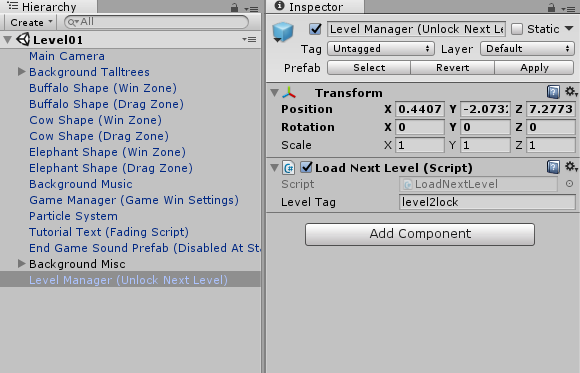 Hierarchy
Create
All
Level01
Main Camera
Background Talltrees
Buffalo Shape (Win Zone)
Buffalo Shape (Drag Zone)
Cow Shape (Win Zone)
Cow Shape (Drag Zone)
Elephant Shape (Win Zone)
Elephant Shape (Drag Zone)
Background Music
Game Manager (Game Win Settings)
Particle System
Tutorial Text (Fading Script)
End Game Sound Prefab (Disabled At Sta
Background Misc
Level Manager (Unlock Next Level)
Inspector
Level Manager (Unlock Next Le Static
Tag Untagged Layer Default
Prefab Select Revert Apply
Transform
Position X 0.4407 Y -2.073 Z 7.2773
Rotation X 0 Y 0 Z 0
Scale X 1 Y 1 Z 1
Load Next Level (Script)
Script LoadNextLevel
Level Tag level2lock
Add Component